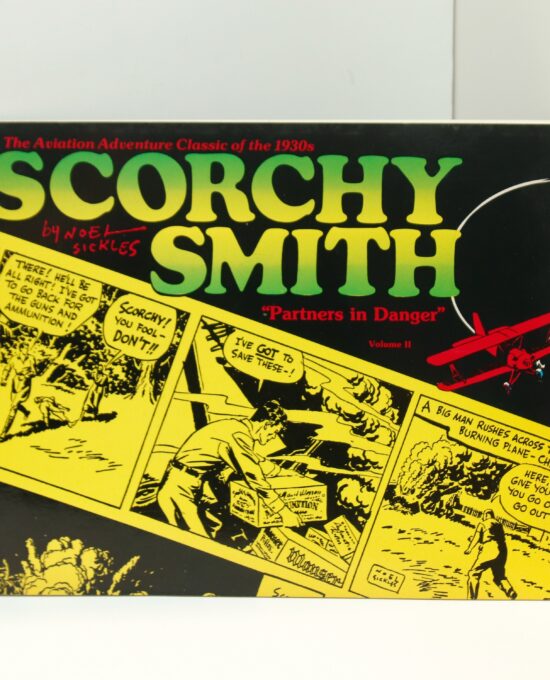 The Aviation Adventure Classic of the 1930s
SCORCHY
SMITH
by NOEL
SICKLES
"Partners in Danger"
Volume II
THERE! HE'LL BE
ALL RIGHT! I'VE GOT
TO GO BACK FOR
THE GUNS AND
AMMUNITION!
SCORCHY!
YOU FOOL-
DON'T!!
I'VE GOT TO
SAVE THESE-!
A BIG MAN RUSHES ACROSS
BURNING PLANE-
HERE,
GIVE YOU
YOU GO
GO OUT
NOEL
SICKLES